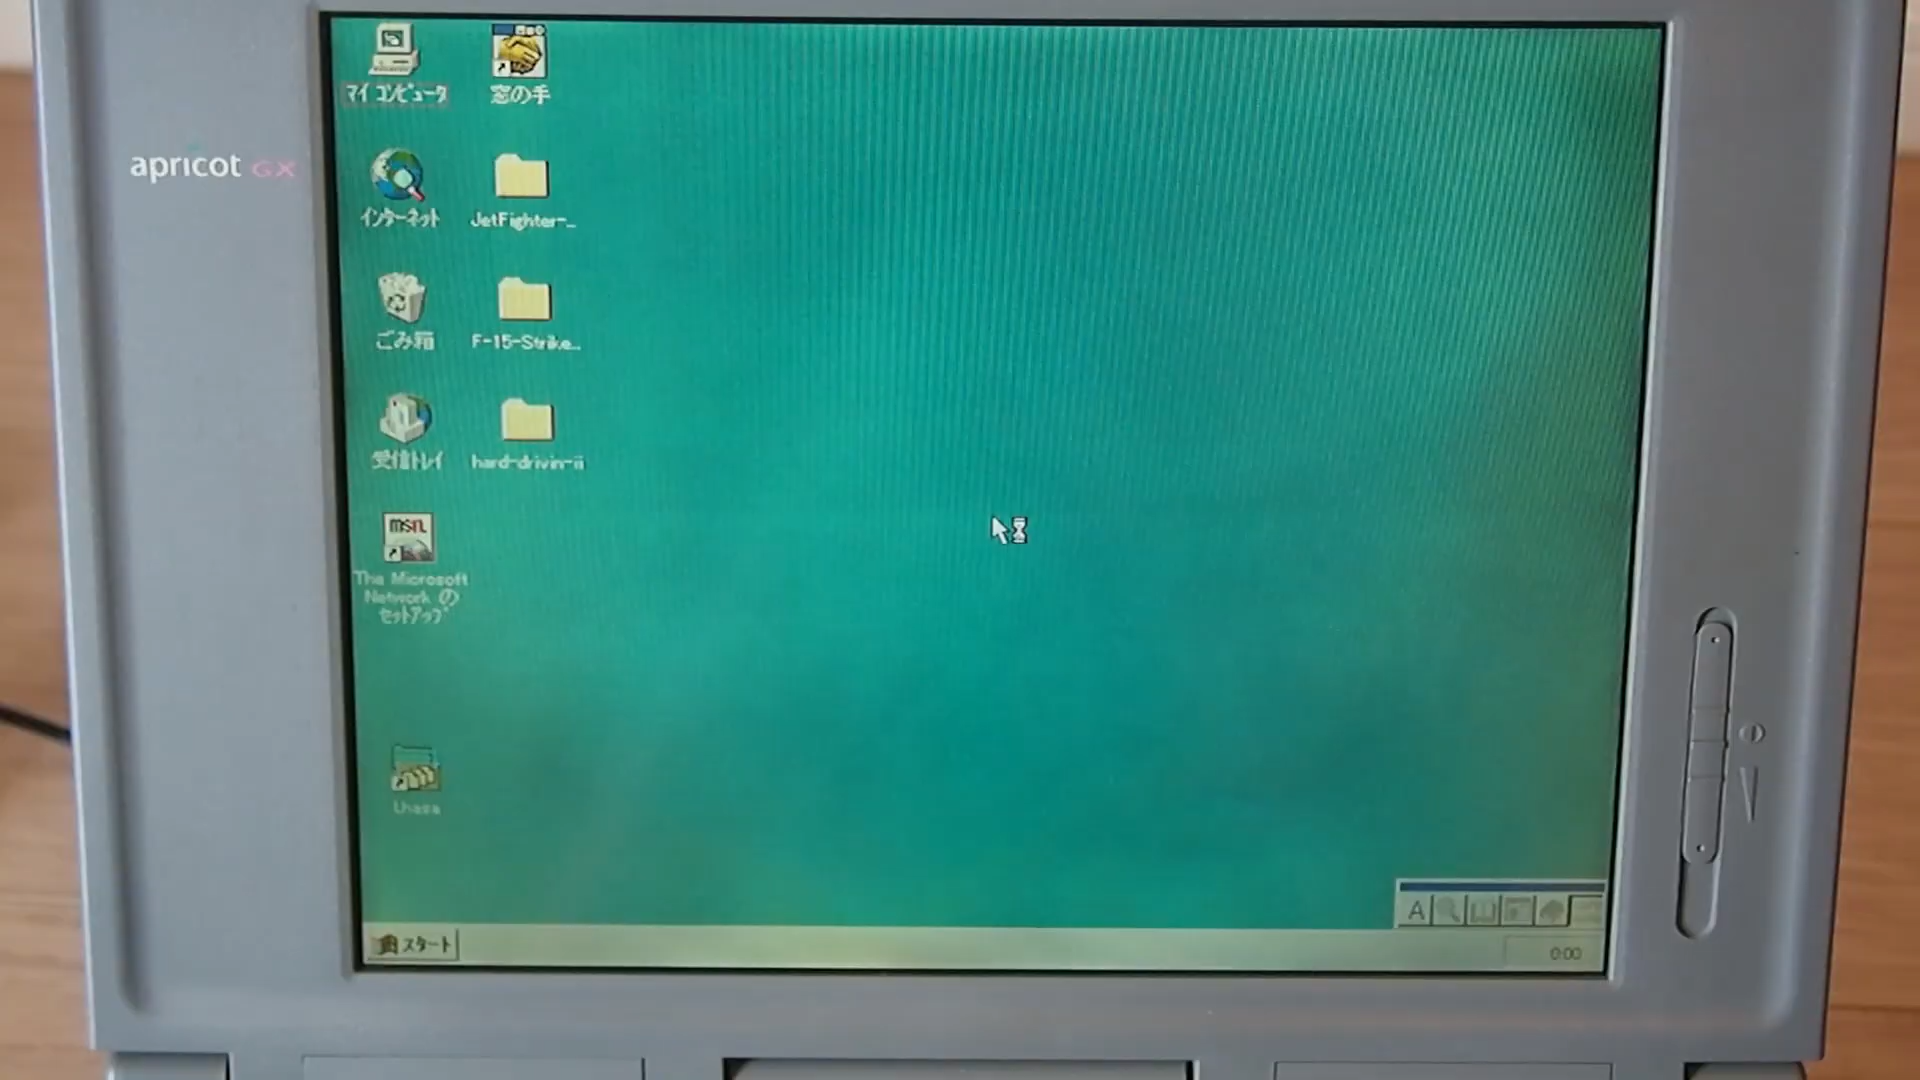 マイ コンピュータ
窓の手
apricot GX
インターネット
JetFighter-...
ごみ箱
F-15-Strike...
受信トレイ
hard-drivin-ii
msn
The Microsoft
Network の
セットアップ
Lhasa
A
スタート
0:00